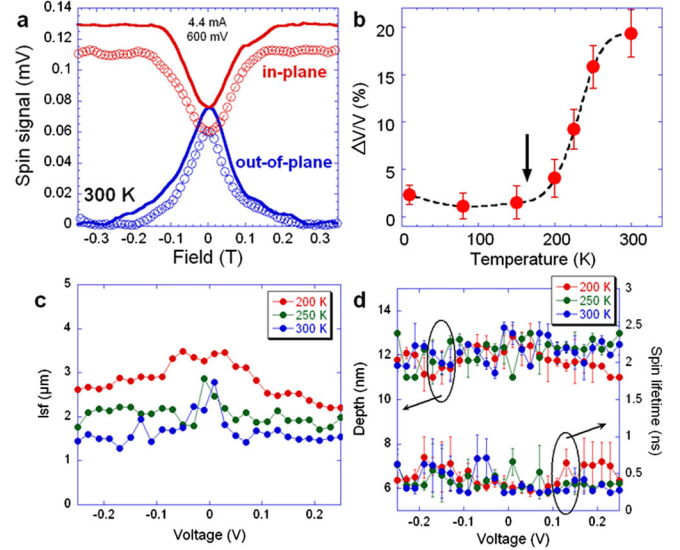 a
0.14
0.12
0.1
0.08
0.06
0.04
0.02
0
Spin signal (mV)
4.4 mA
600 mV
in-plane
out-of-plane
300 K
-0.3 -0.2 -0.1 0 0.1 0.2 0.3
Field (T)
b
20
15
10
5
0
ΔV/V (%)
0 100 200 300
Temperature (K)
c
5
4
3
2
1
0
lsf (μm)
200 K
250 K
300 K
-0.2 -0.1 0 0.1 0.2
Voltage (V)
d
14
12
10
8
6
Depth (nm)
200 K
250 K
300 K
3
2.5
2
1.5
1
0.5
0
Spin lifetime (ns)
-0.2 -0.1 0 0.1 0.2
Voltage (V)